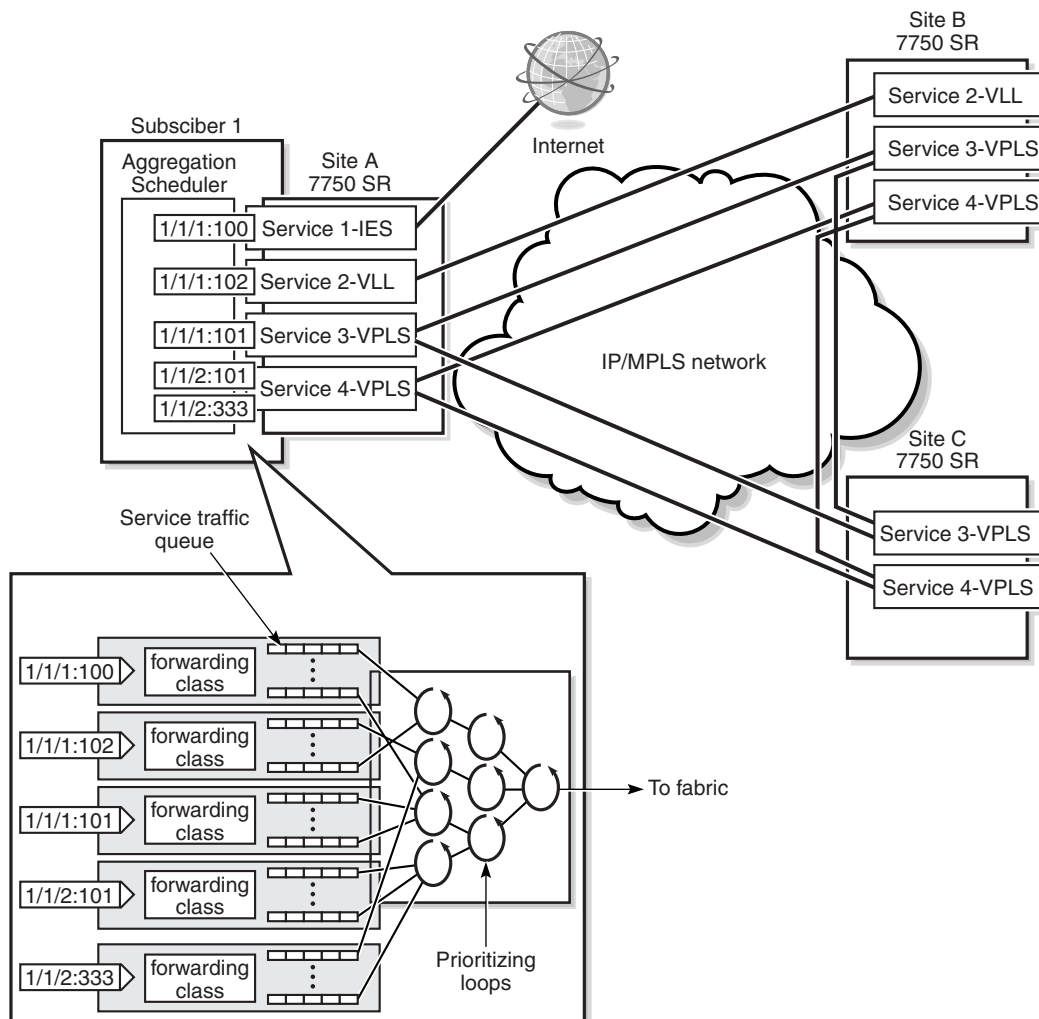 Site B
7750 SR
Service 2-VLL
Service 3-VPLS
Service 4-VPLS
Internet
Subsciber 1
Aggregation
Scheduler
Site A
7750 SR
1/1/1:100
Service 1-IES
1/1/1:102
Service 2-VLL
1/1/1:101
Service 3-VPLS
1/1/2:101
Service 4-VPLS
1/1/2:333
IP/MPLS network
Site C
7750 SR
Service 3-VPLS
Service 4-VPLS
Service traffic
queue
1/1/1:100
forwarding
class
1/1/1:102
forwarding
class
1/1/1:101
forwarding
class
1/1/2:101
forwarding
class
1/1/2:333
forwarding
class
To fabric
Prioritizing
loops